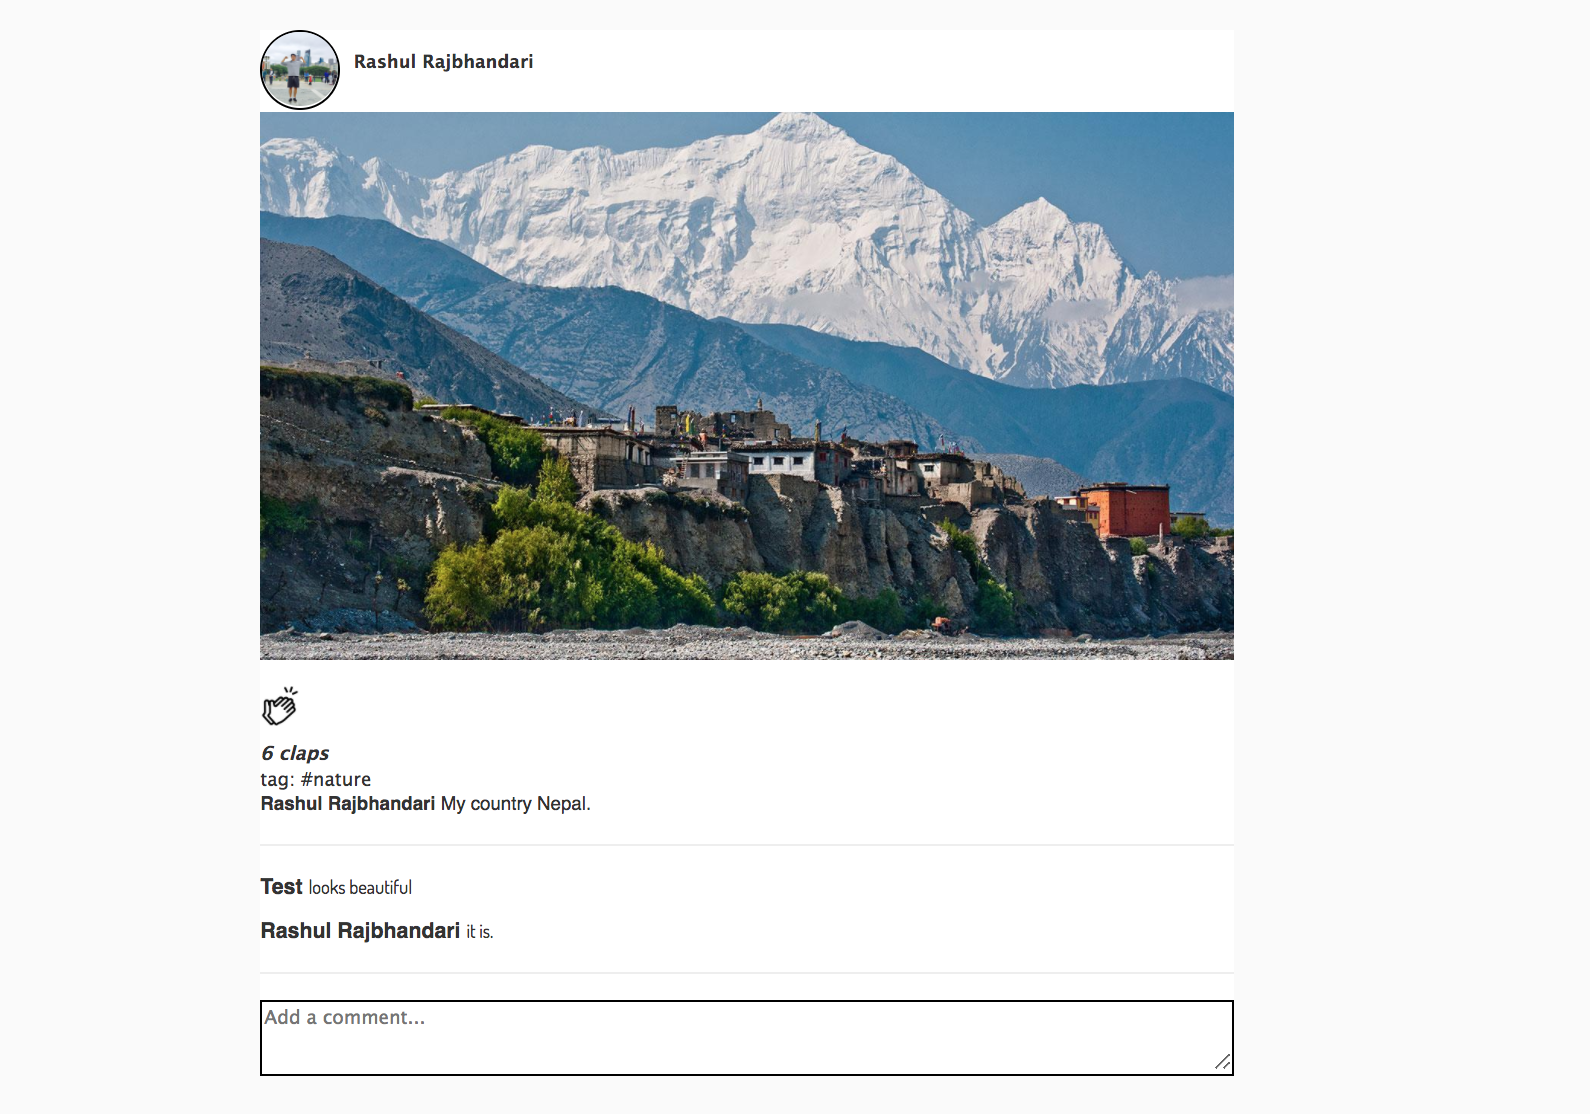 Rashul Rajbhandari
6 claps
tag: #nature
Rashul Rajbhandari My country Nepal.
Test looks beautiful
Rashul Rajbhandari it is.
Add a comment...